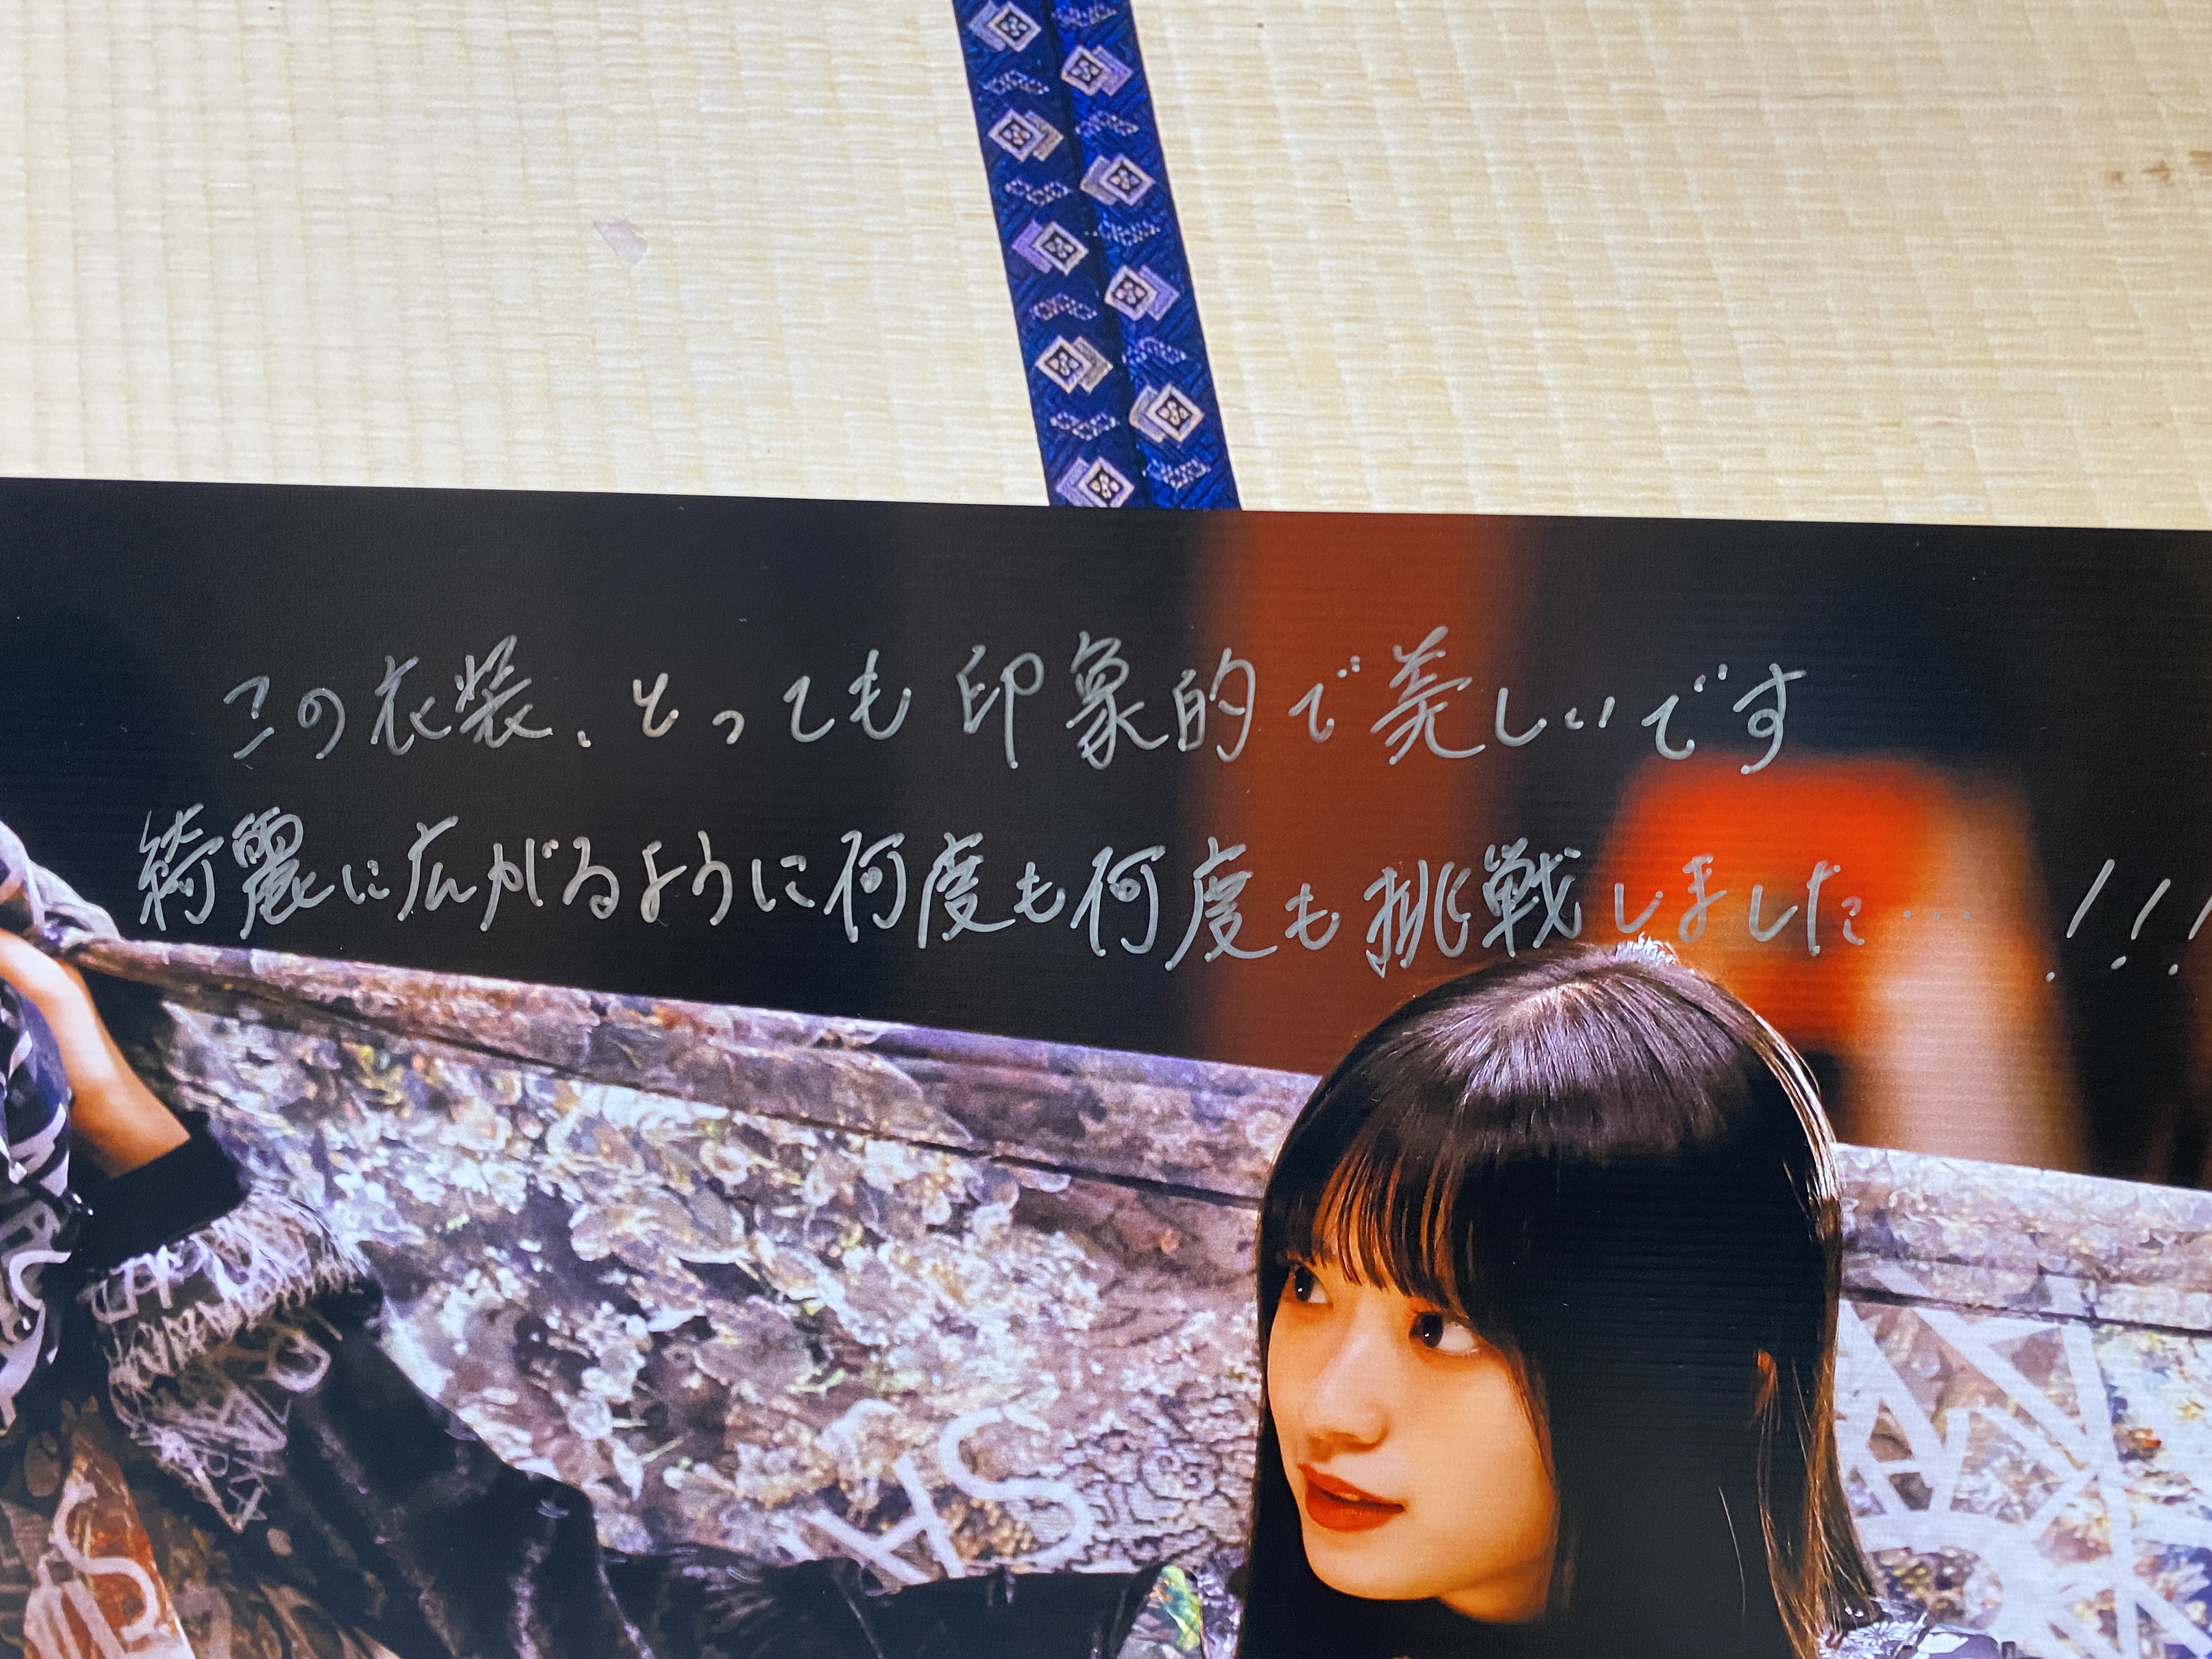 この衣装、とっても印象的で美しいです
綺麗に広がるように何度も何度も挑戦しました……!!!
SH